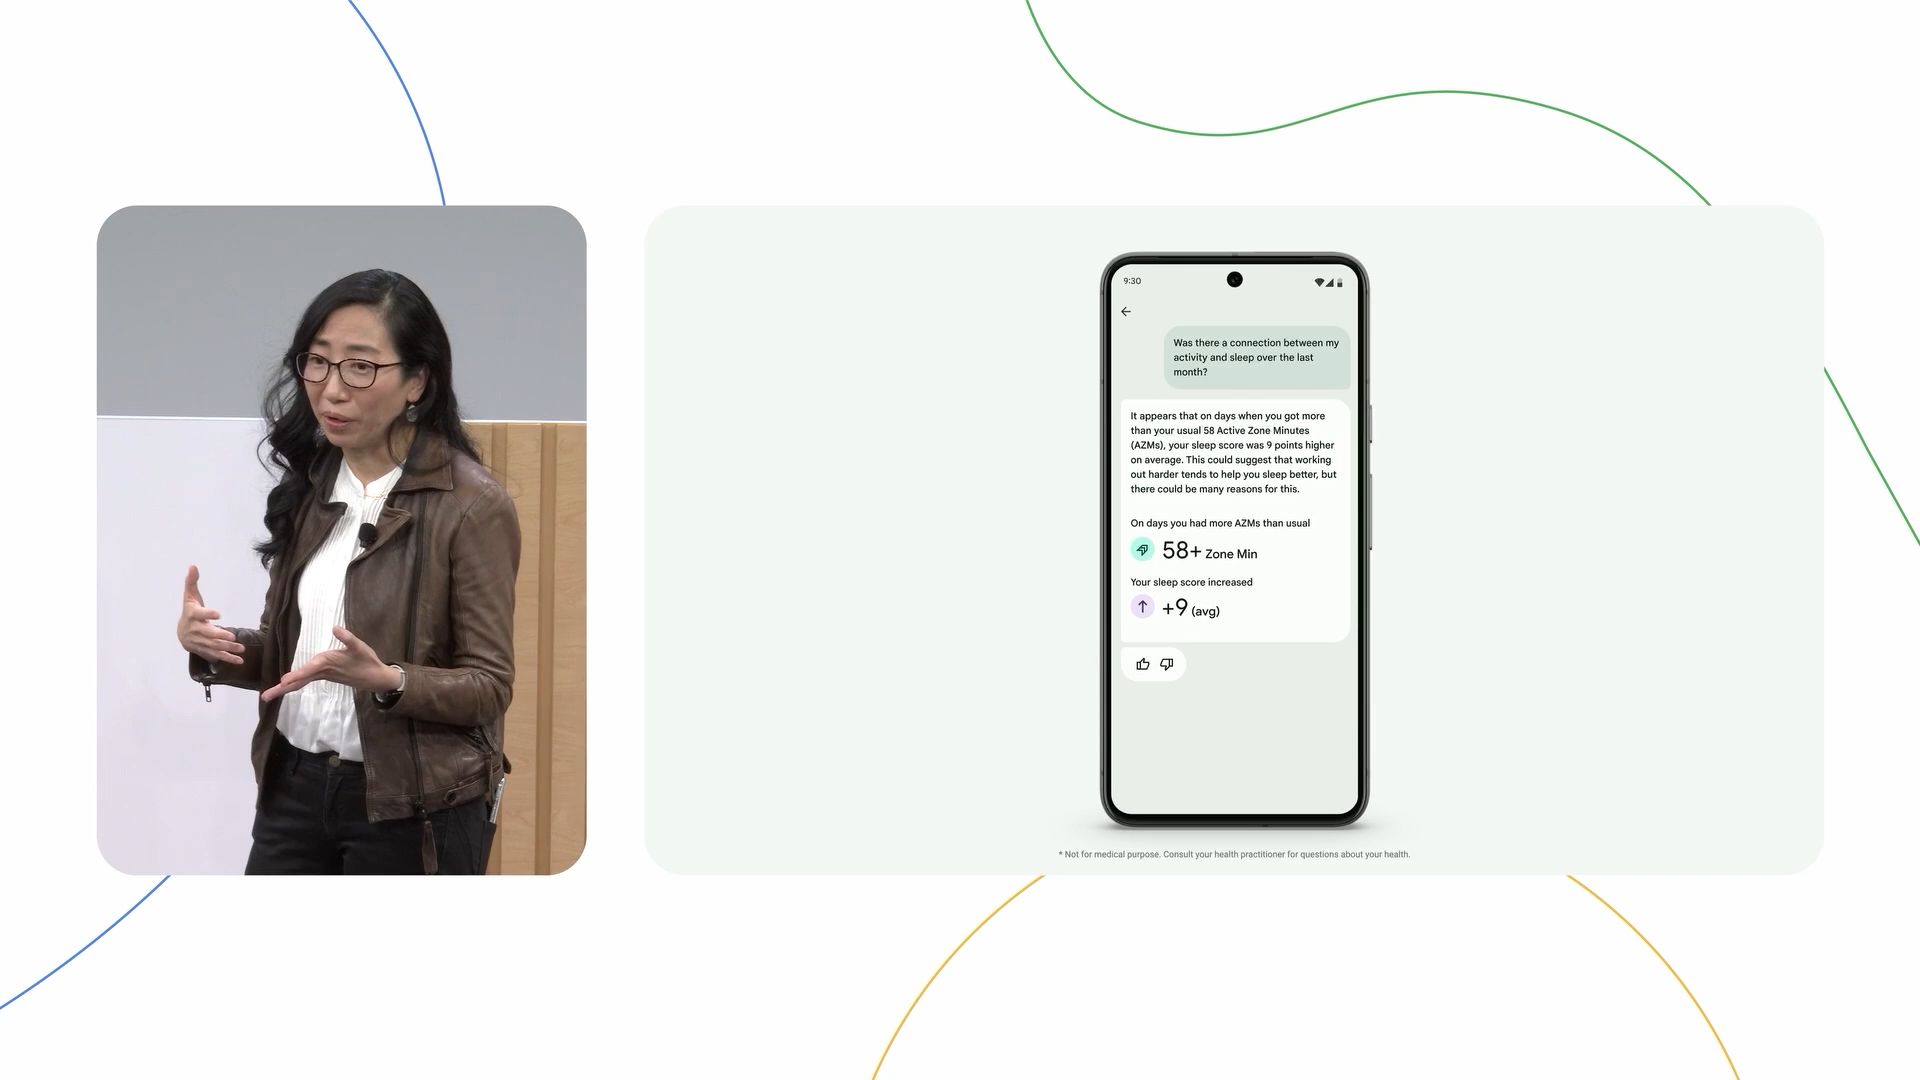 9:30
Was there a connection between my
activity and sleep over the last
month?
It appears that on days when you got more
than your usual 58 Active Zone Minutes
(AZMs), your sleep score was 9 points higher
on average. This could suggest that working
out harder tends to help you sleep better, but
there could be many reasons for this.
On days you had more AZMs than usual
58+ Zone Min
Your sleep score increased
+9 (avg)
* Not for medical purpose. Consult your health practitioner for questions about your health.